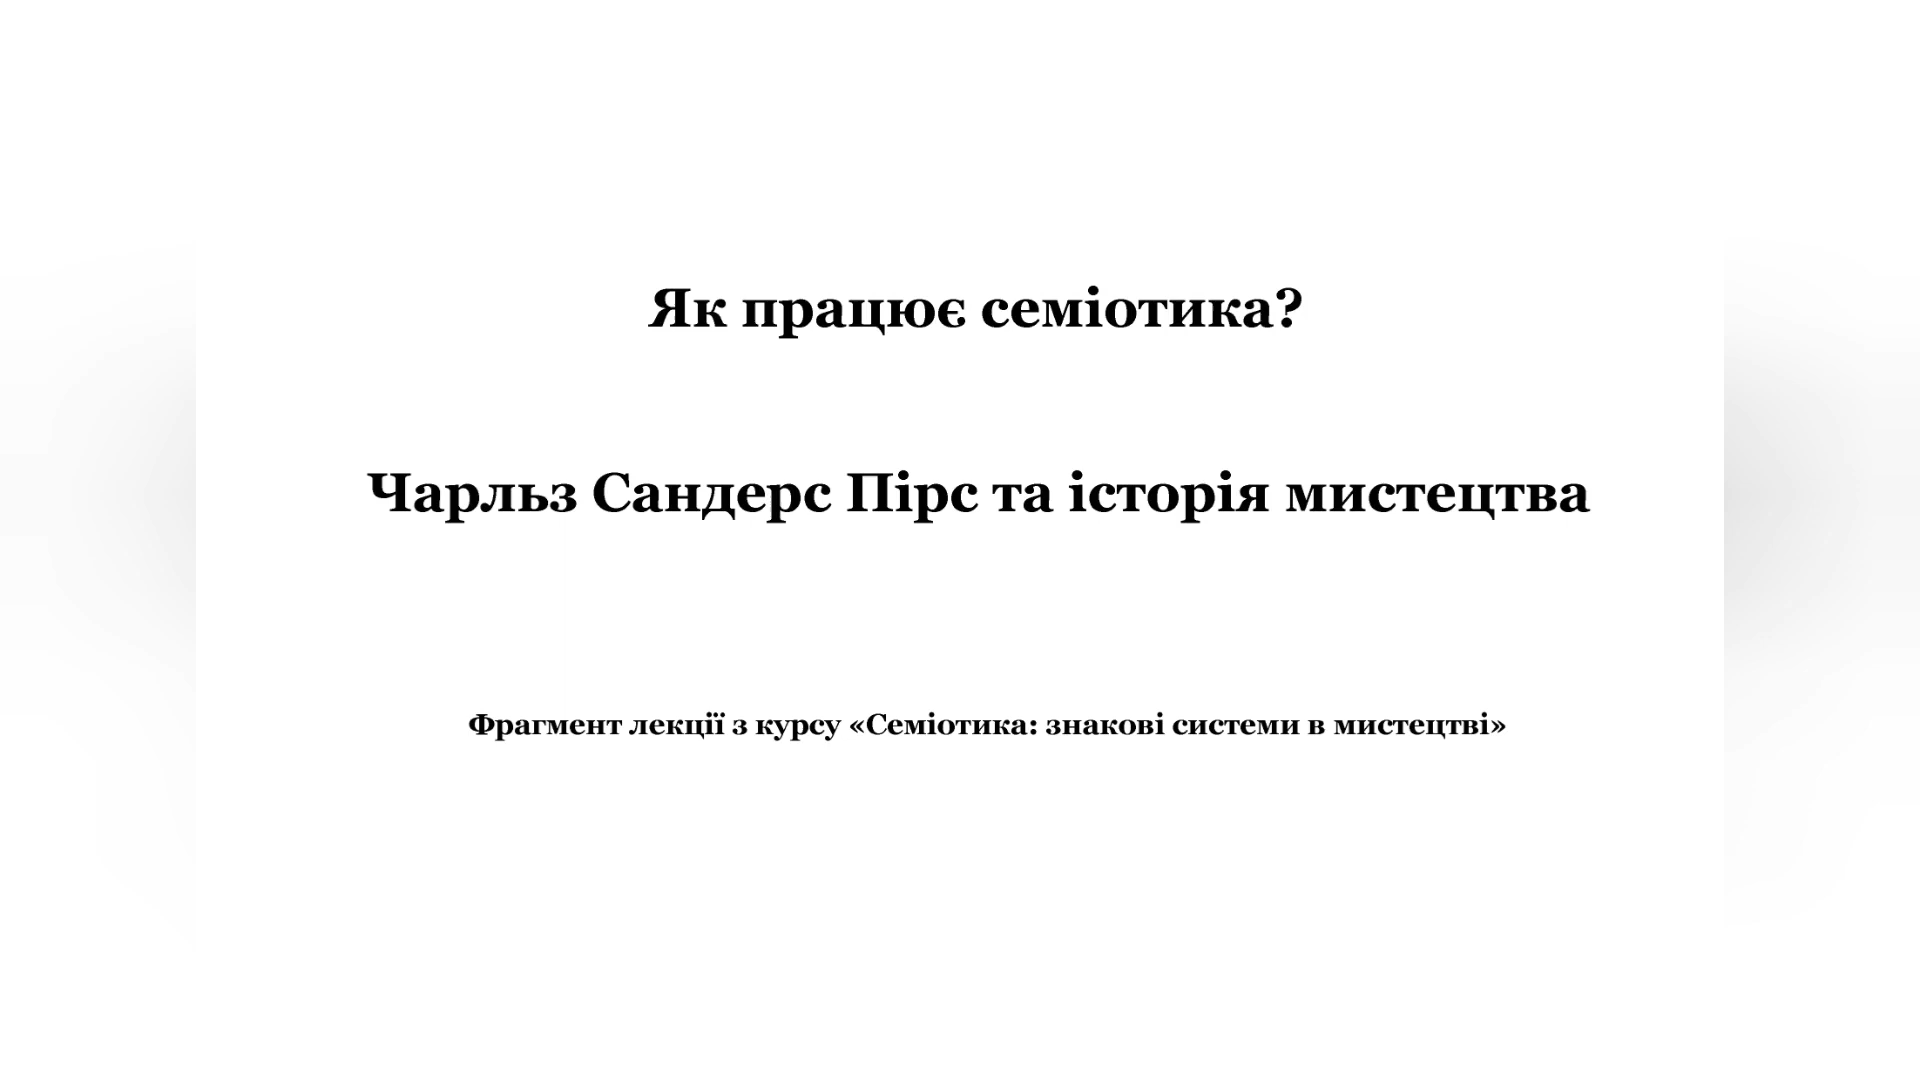 Як працює семіотика?
Чарльз Сандерс Пірс та історія мистецтва
Фрагмент лекції з курсу «Семіотика: знакові системи в мистецтві»